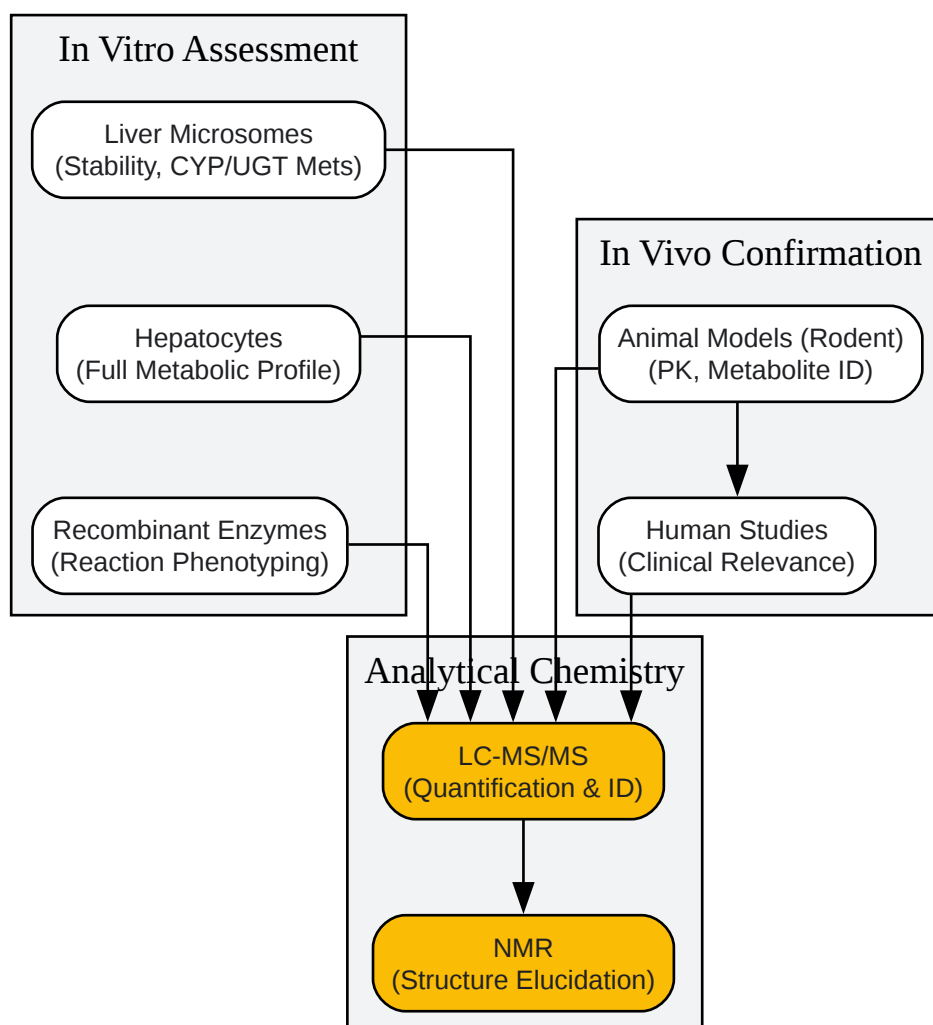 In Vitro Assessment
Liver Microsomes
(Stability, CYP/UGT Mets)
Hepatocytes
(Full Metabolic Profile)
Recombinant Enzymes
(Reaction Phenotyping)
In Vivo Confirmation
Animal Models (Rodent)
(PK, Metabolite ID)
Human Studies
(Clinical Relevance)
Analytical Chemistry
LC-MS/MS
(Quantification & ID)
NMR
(Structure Elucidation)